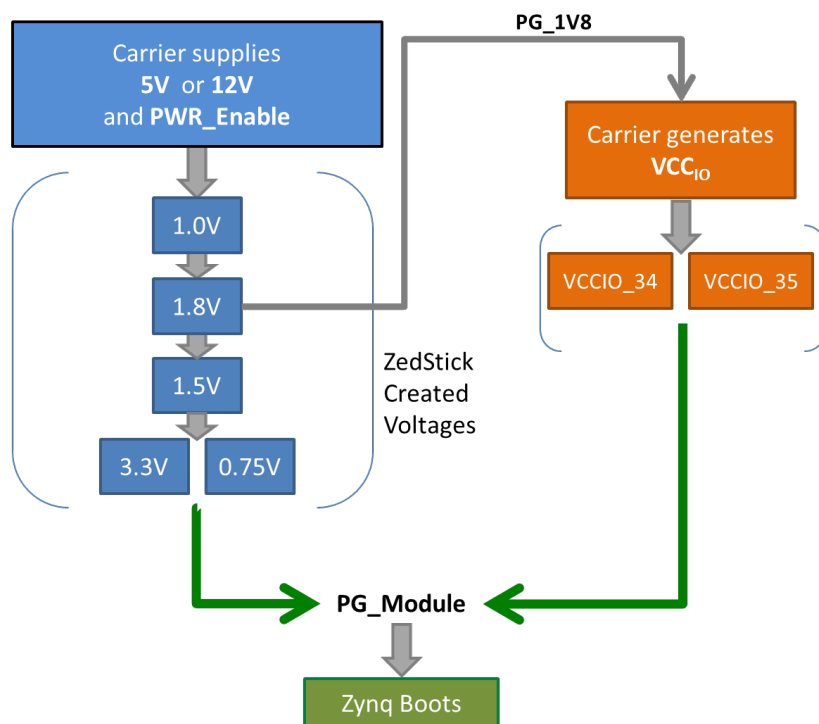 PG_1V8
Carrier supplies
5V or 12V
and PWR_Enable
Carrier generates
VCCIO
1.0V
1.8V
VCCIO_34
VCCIO_35
1.5V
ZedStick
Created
Voltages
3.3V
0.75V
PG_Module
Zynq Boots